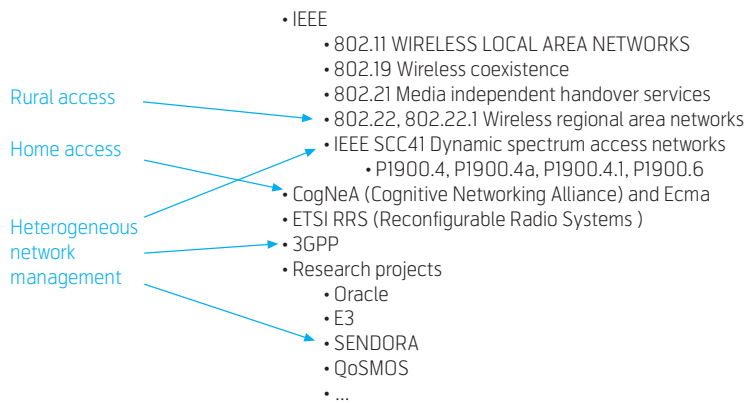 • IEEE
• 802.11 WIRELESS LOCAL AREA NETWORKS
• 802.19 Wireless coexistence
• 802.21 Media independent handover services
• 802.22, 802.22.1 Wireless regional area networks
• IEEE SCC41 Dynamic spectrum access networks
• P1900.4, P1900.4a, P1900.4.1, P1900.6
• CogNeA (Cognitive Networking Alliance) and Ecma
• ETSI RRS (Reconfigurable Radio Systems )
• 3GPP
• Research projects
• Oracle
• E3
• SENDORA
• QoSMOS
• ...
Rural access
Home access
Heterogeneous
network
management